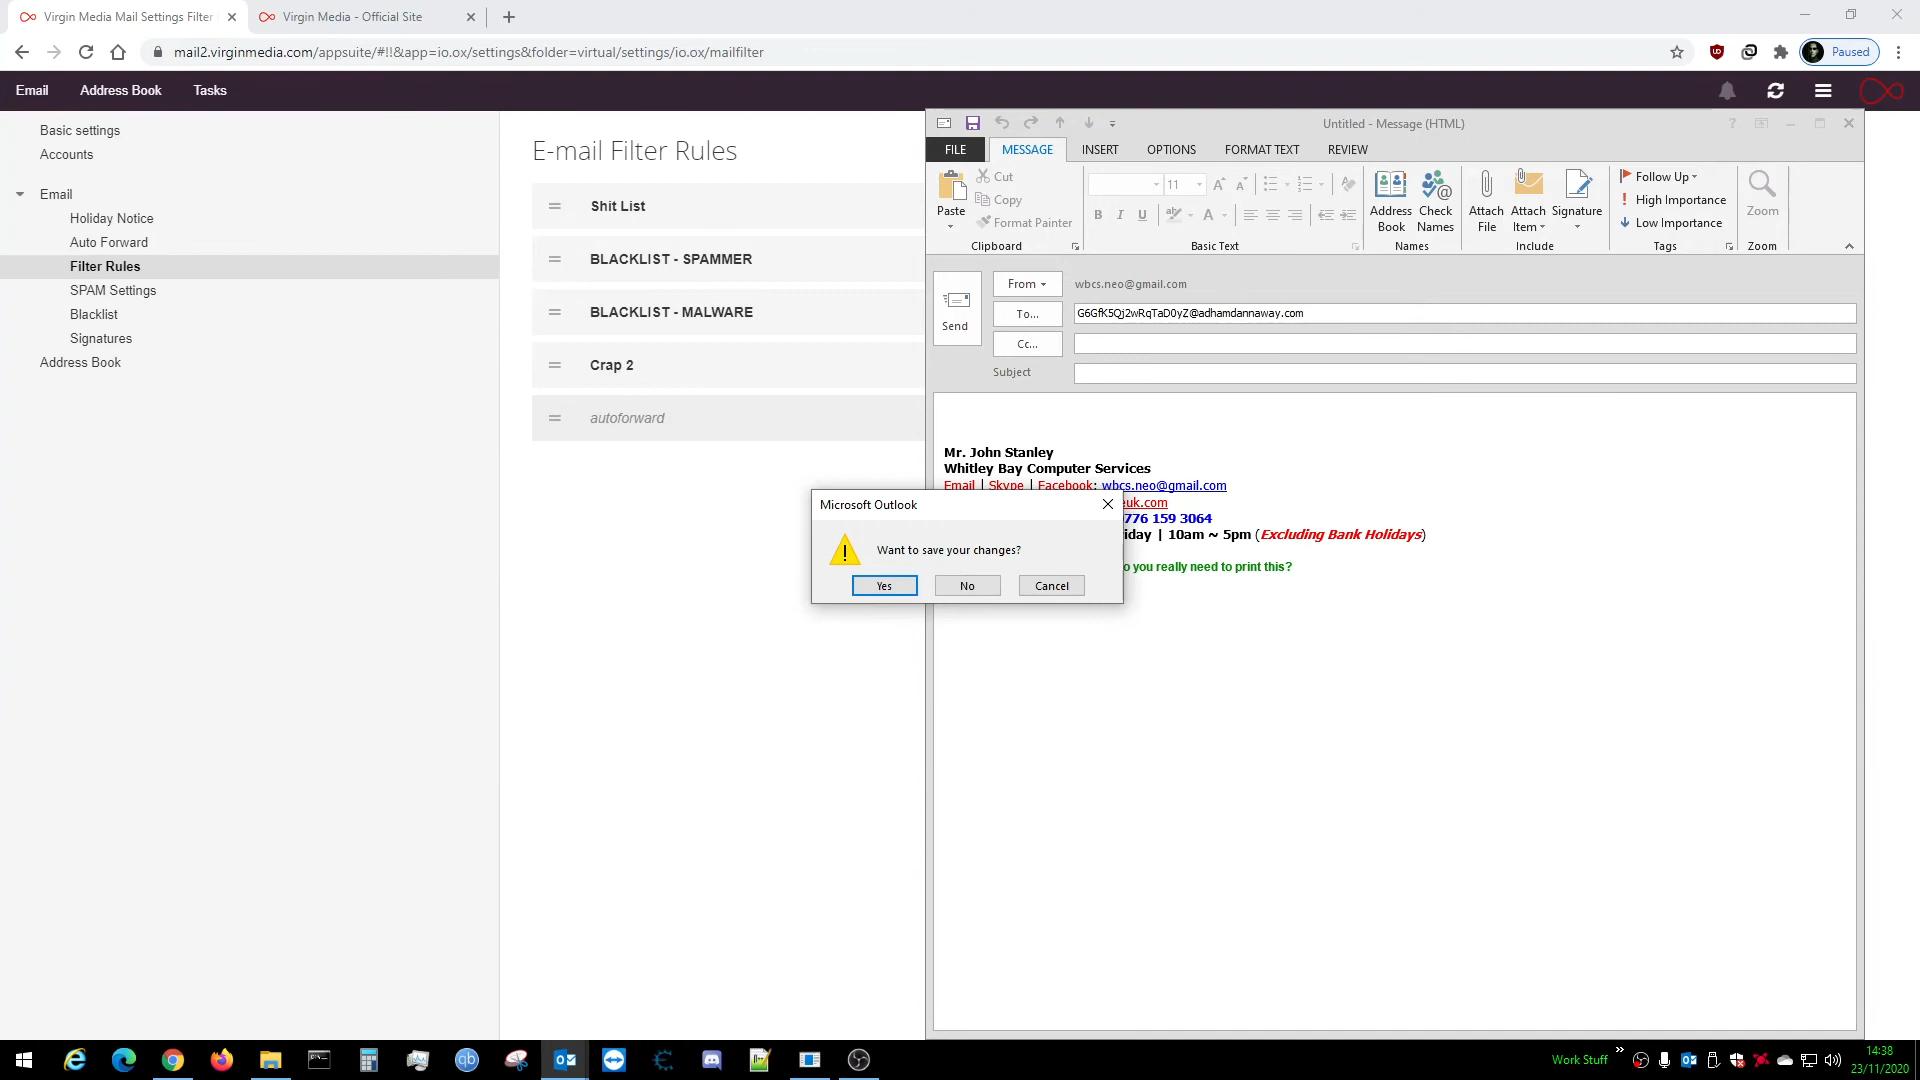 Virgin Media Mail Settings Filter
Virgin Media - Official Site
mail2.virginmedia.com/appsuite/#!!&app=io.ox/settings&folder=virtual/settings/io.ox/mailfilter
Paused
Email
Address Book
Tasks
Basic settings
Accounts
Email
Holiday Notice
Auto Forward
Filter Rules
SPAM Settings
Blacklist
Signatures
Address Book
E-mail Filter Rules
Shit List
BLACKLIST - SPAMMER
BLACKLIST - MALWARE
Crap 2
autoforward
Untitled - Message (HTML)
FILE
MESSAGE
INSERT
OPTIONS
FORMAT TEXT
REVIEW
Paste
Cut
Copy
Format Painter
Clipboard
11
B I U
Basic Text
Address Book
Check Names
Names
Attach File
Attach Item
Signature
Include
Follow Up
High Importance
Low Importance
Tags
Zoom
Zoom
Send
From
wbcs.neo@gmail.com
To...
G6GfK5Qj2wRqTaD0yZ@adhamdannaway.com
Cc...
Subject
Mr. John Stanley
Whitley Bay Computer Services
Email | Skype | Facebook: wbcs.neo@gmail.com
euk.com
776 159 3064
iday | 10am ~ 5pm (Excluding Bank Holidays)
o you really need to print this?
Microsoft Outlook
Want to save your changes?
Yes
No
Cancel
Work Stuff
14:38
23/11/2020